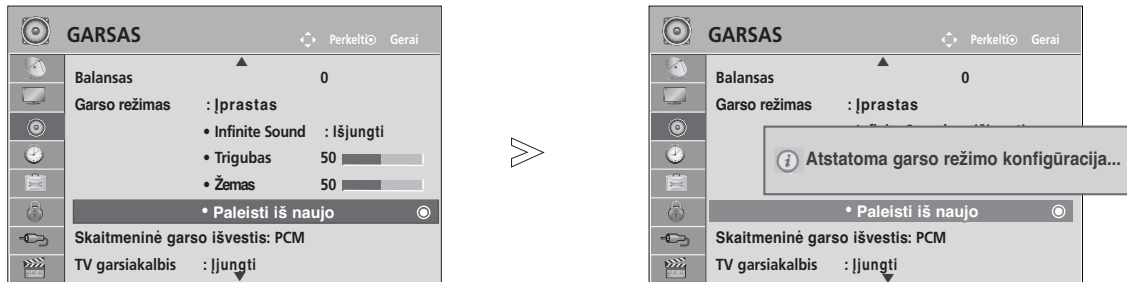 GARSAS
Perkelti Gerai
Balansas 0
Garso režimas : Įprastas
• Infinite Sound : Išjungti
• Trigubas 50
• Žemas 50
• Paleisti iš naujo
Skaitmeninė garso išvestis: PCM
TV garsiakalbis : Įjungti
GARSAS
Perkelti Gerai
Balansas 0
Garso režimas : Įprastas
Atstatoma garso režimo konfigūracija...
• Paleisti iš naujo
Skaitmeninė garso išvestis: PCM
TV garsiakalbis : Įjungti